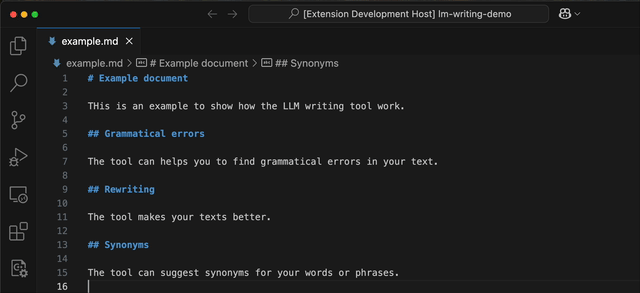 [Extension Development Host] lm-writing-demo
example.md
example.md > # Example document > ## Synonyms
1 # Example document
2
3 THis is an example to show how the LLM writing tool work.
4
5 ## Grammatical errors
6
7 The tool can helps you to find grammatical errors in your text.
8
9 ## Rewriting
10
11 The tool makes your texts better.
12
13 ## Synonyms
14
15 The tool can suggest synonyms for your words or phrases.
16